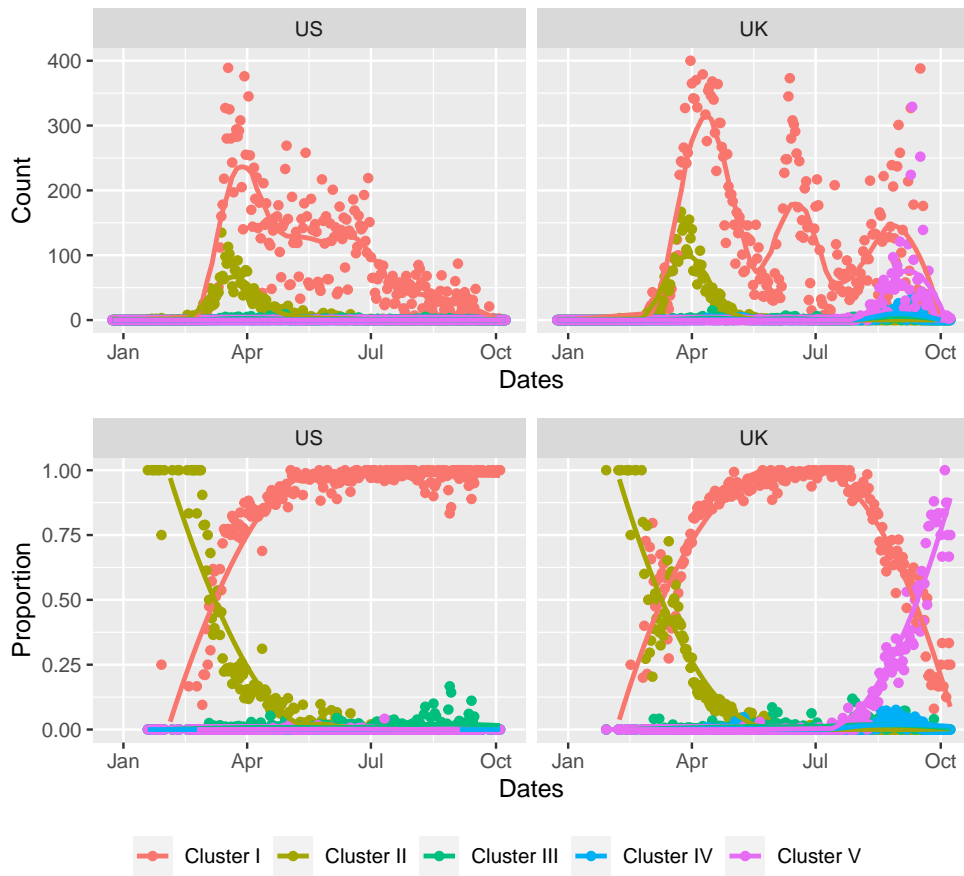 US UK
Count
400
300
200
100
0
Jan Apr Jul Oct Jan Apr Jul Oct
Dates
US UK
Proportion
1.00
0.75
0.50
0.25
0.00
Jan Apr Jul Oct Jan Apr Jul Oct
Dates
Cluster I Cluster II Cluster III Cluster IV Cluster V